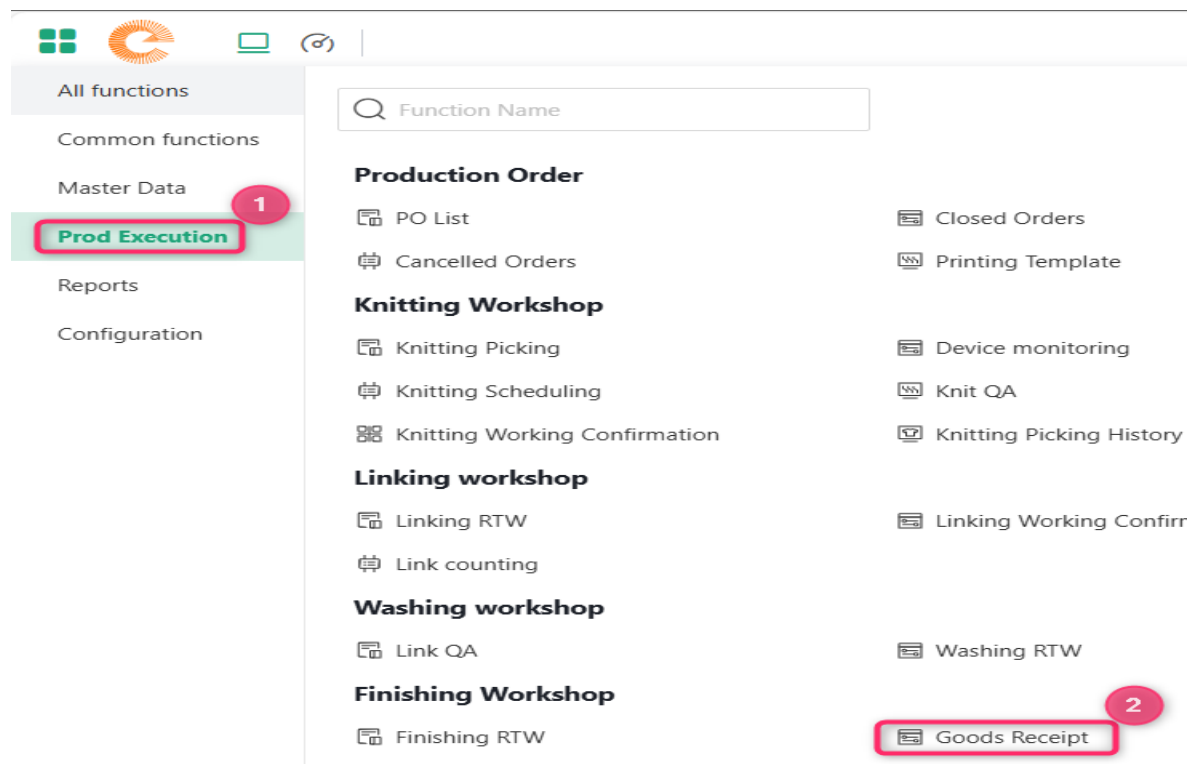 All functions
Function Name
Common functions
Production Order
Master Data
1
PO List
Closed Orders
Prod Execution
Cancelled Orders
Printing Template
Reports
Knitting Workshop
Configuration
Knitting Picking
Device monitoring
Knitting Scheduling
Knit QA
Knitting Working Confirmation
Knitting Picking History
Linking workshop
Linking RTW
Linking Working
Link counting
Washing workshop
Link QA
Washing RTW
Finishing Workshop
2
Finishing RTW
Goods Receipt